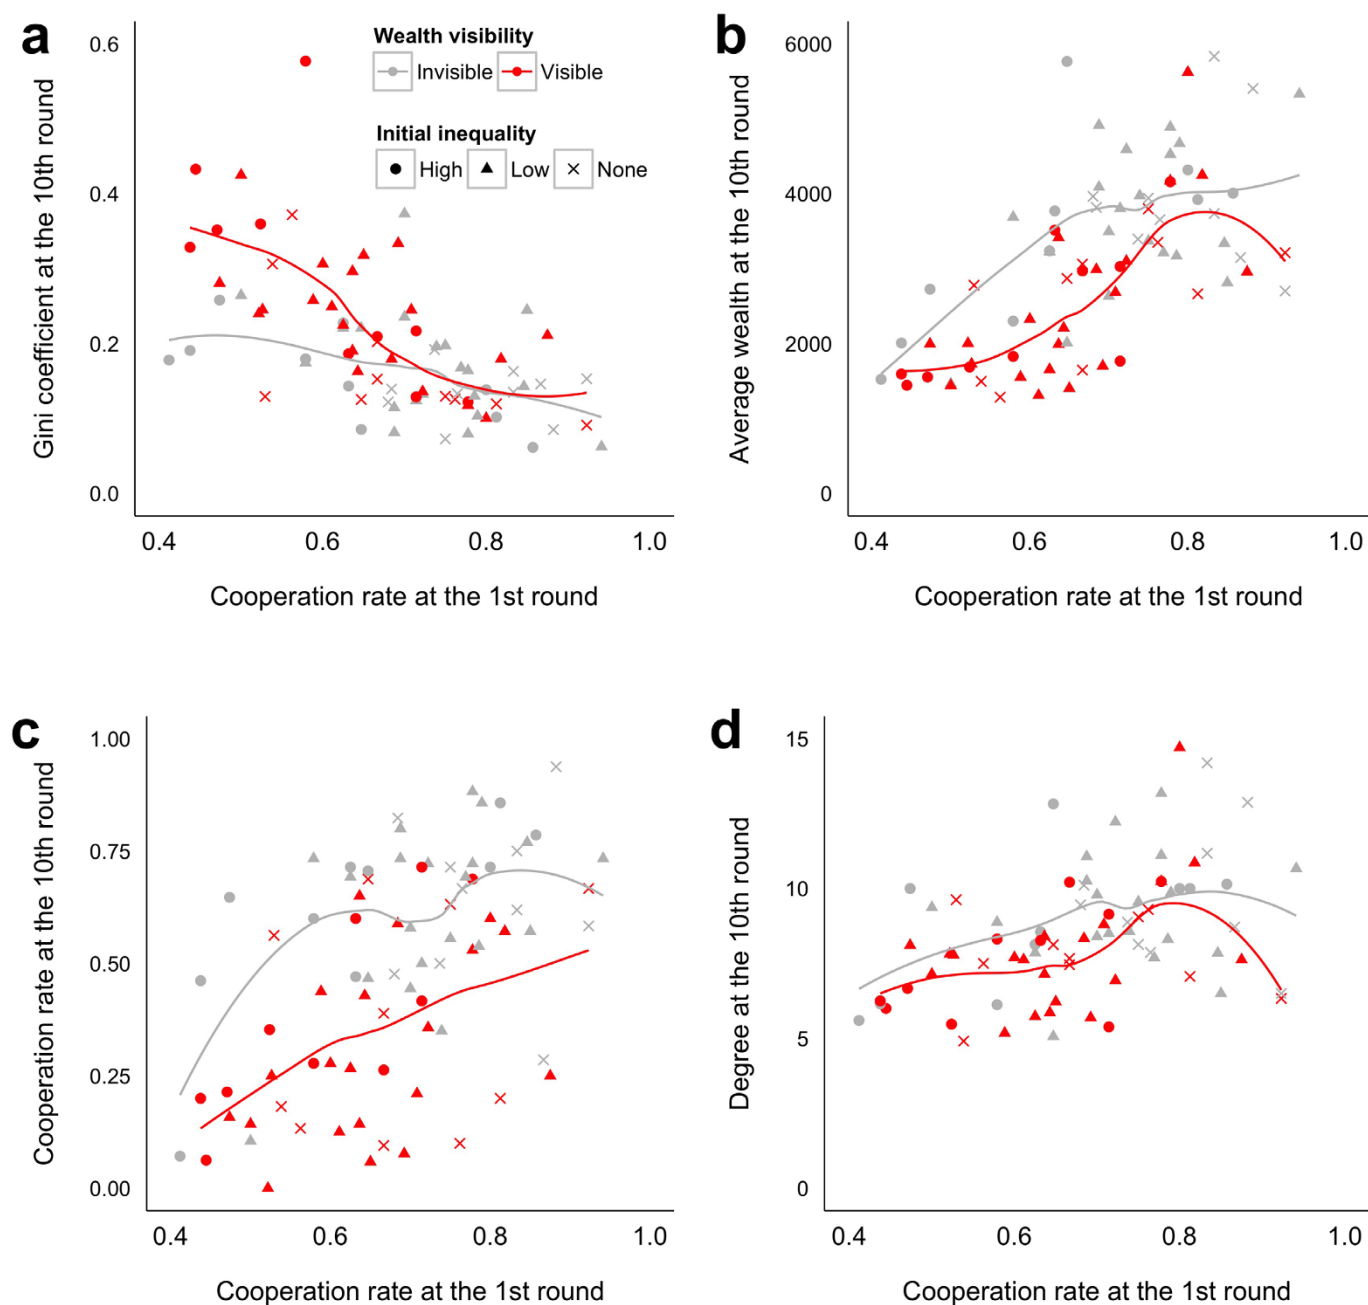 a
Wealth visibility
Invisible Visible
Initial inequality
High Low None
0.6
0.4
0.2
0.0
Gini coefficient at the 10th round
0.4 0.6 0.8 1.0
Cooperation rate at the 1st round
b
6000
4000
2000
0
Average wealth at the 10th round
0.4 0.6 0.8 1.0
Cooperation rate at the 1st round
c
1.00
0.75
0.50
0.25
0.00
Cooperation rate at the 10th round
0.4 0.6 0.8 1.0
Cooperation rate at the 1st round
d
15
10
5
0
Degree at the 10th round
0.4 0.6 0.8 1.0
Cooperation rate at the 1st round